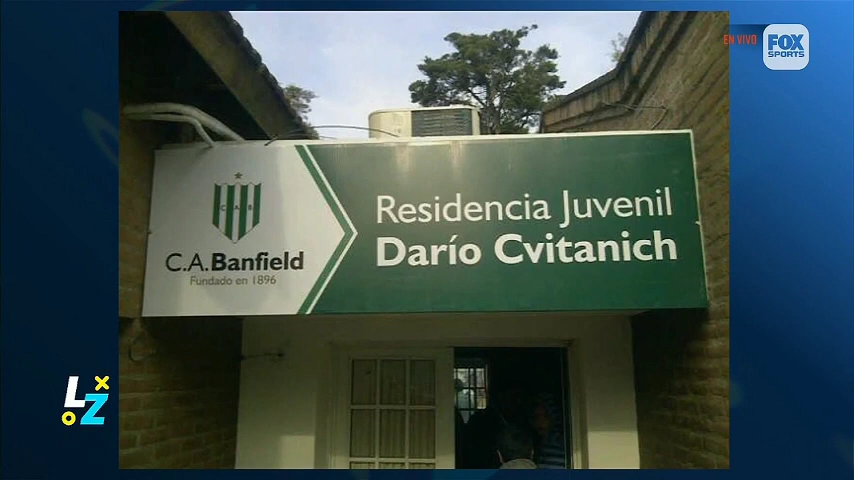 EN VIVO
FOX
SPORTS
C. A. B.
C.A.Banfield
Fundado en 1896
Residencia Juvenil
Darío Cvitanich
LZ